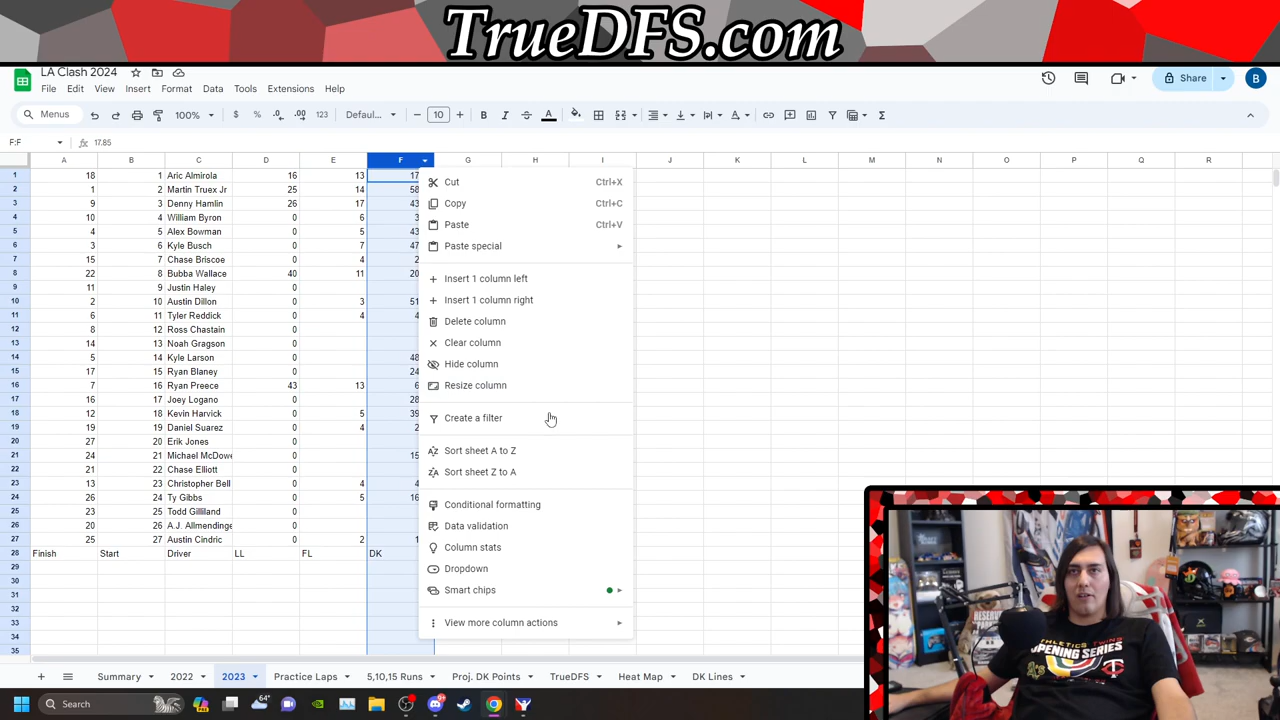 TrueDFS.com
LA Clash 2024
File Edit View Insert Format Data Tools Extensions Help
Share B
Menus 100% $ % .0 .00 123 Defaul... 10 B I A
F:F 17.85
A B C D E F G H I J K L M N O P Q R
1 18 1 Aric Almirola 16 13 17
2 1 2 Martin Truex Jr 25 14 58
3 9 3 Denny Hamlin 26 17 43
4 10 4 William Byron 0 6 3
5 4 5 Alex Bowman 0 5 43
6 3 6 Kyle Busch 0 7 47
7 15 7 Chase Briscoe 0 4 2
8 22 8 Bubba Wallace 40 11 20
9 11 9 Justin Haley 0
10 2 10 Austin Dillon 0 3 51
11 6 11 Tyler Reddick 0 4 4
12 8 12 Ross Chastain 0
13 14 13 Noah Gragson 0
14 5 14 Kyle Larson 0 48
15 17 15 Ryan Blaney 0 24
16 7 16 Ryan Preece 43 13 6
17 16 17 Joey Logano 0 28
18 12 18 Kevin Harvick 0 5 39
19 19 19 Daniel Suarez 0 4 2
20 27 20 Erik Jones 0
21 24 21 Michael McDowe 0 15
22 21 22 Chase Elliott 0
23 13 23 Christopher Bell 0 4 4
24 26 24 Ty Gibbs 0 5 16
25 23 25 Todd Gilliland 0
26 20 26 A.J. Allmendinge 0
27 25 27 Austin Cindric 0 2 1
28 Finish Start Driver LL FL DK
29
30
31
32
33
34
35
Cut Ctrl+X
Copy Ctrl+C
Paste Ctrl+V
Paste special
Insert 1 column left
Insert 1 column right
Delete column
Clear column
Hide column
Resize column
Create a filter
Sort sheet A to Z
Sort sheet Z to A
Conditional formatting
Data validation
Column stats
Dropdown
Smart chips
View more column actions
ATHLETICS TWINS
OPENING SERIES
Summary 2022 2023 Practice Laps 5,10,15 Runs Proj. DK Points TrueDFS Heat Map DK Lines
Search 64°